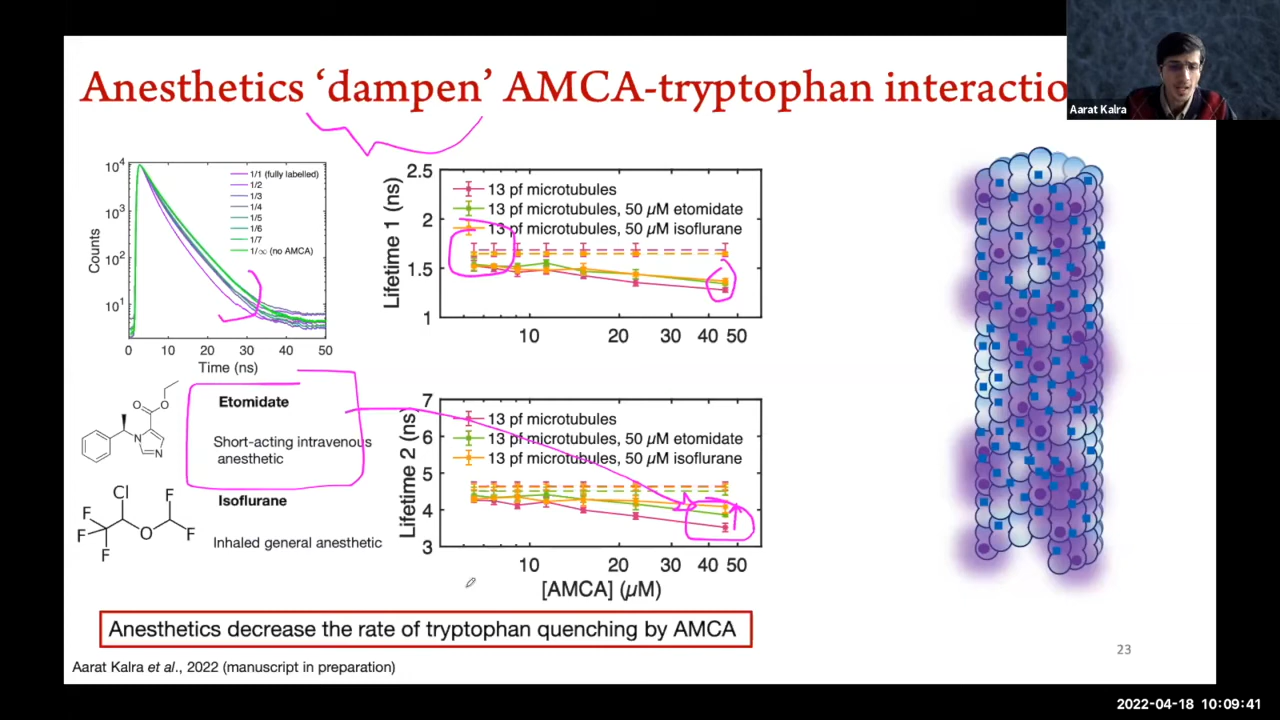 Anesthetics ‘dampen’ AMCA-tryptophan interactio
Aarat Kalra
10⁴
10³
10²
10¹
Counts
0 10 20 30 40 50
Time (ns)
1/1 (fully labelled)
1/2
1/3
1/4
1/5
1/6
1/7
1/∞ (no AMCA)
2.5
2
1.5
1
Lifetime 1 (ns)
13 pf microtubules
13 pf microtubules, 50 µM etomidate
13 pf microtubules, 50 µM isoflurane
10 20 30 40 50
O
O
N
N
Etomidate
Short-acting intravenous
anesthetic
Cl
F
F
F
F
O
F
Isoflurane
Inhaled general anesthetic
7
6
5
4
3
Lifetime 2 (ns)
13 pf microtubules
13 pf microtubules, 50 µM etomidate
13 pf microtubules, 50 µM isoflurane
10 20 30 40 50
[AMCA] (µM)
Anesthetics decrease the rate of tryptophan quenching by AMCA
Aarat Kalra et al., 2022 (manuscript in preparation)
23
2022-04-18 10:09:41